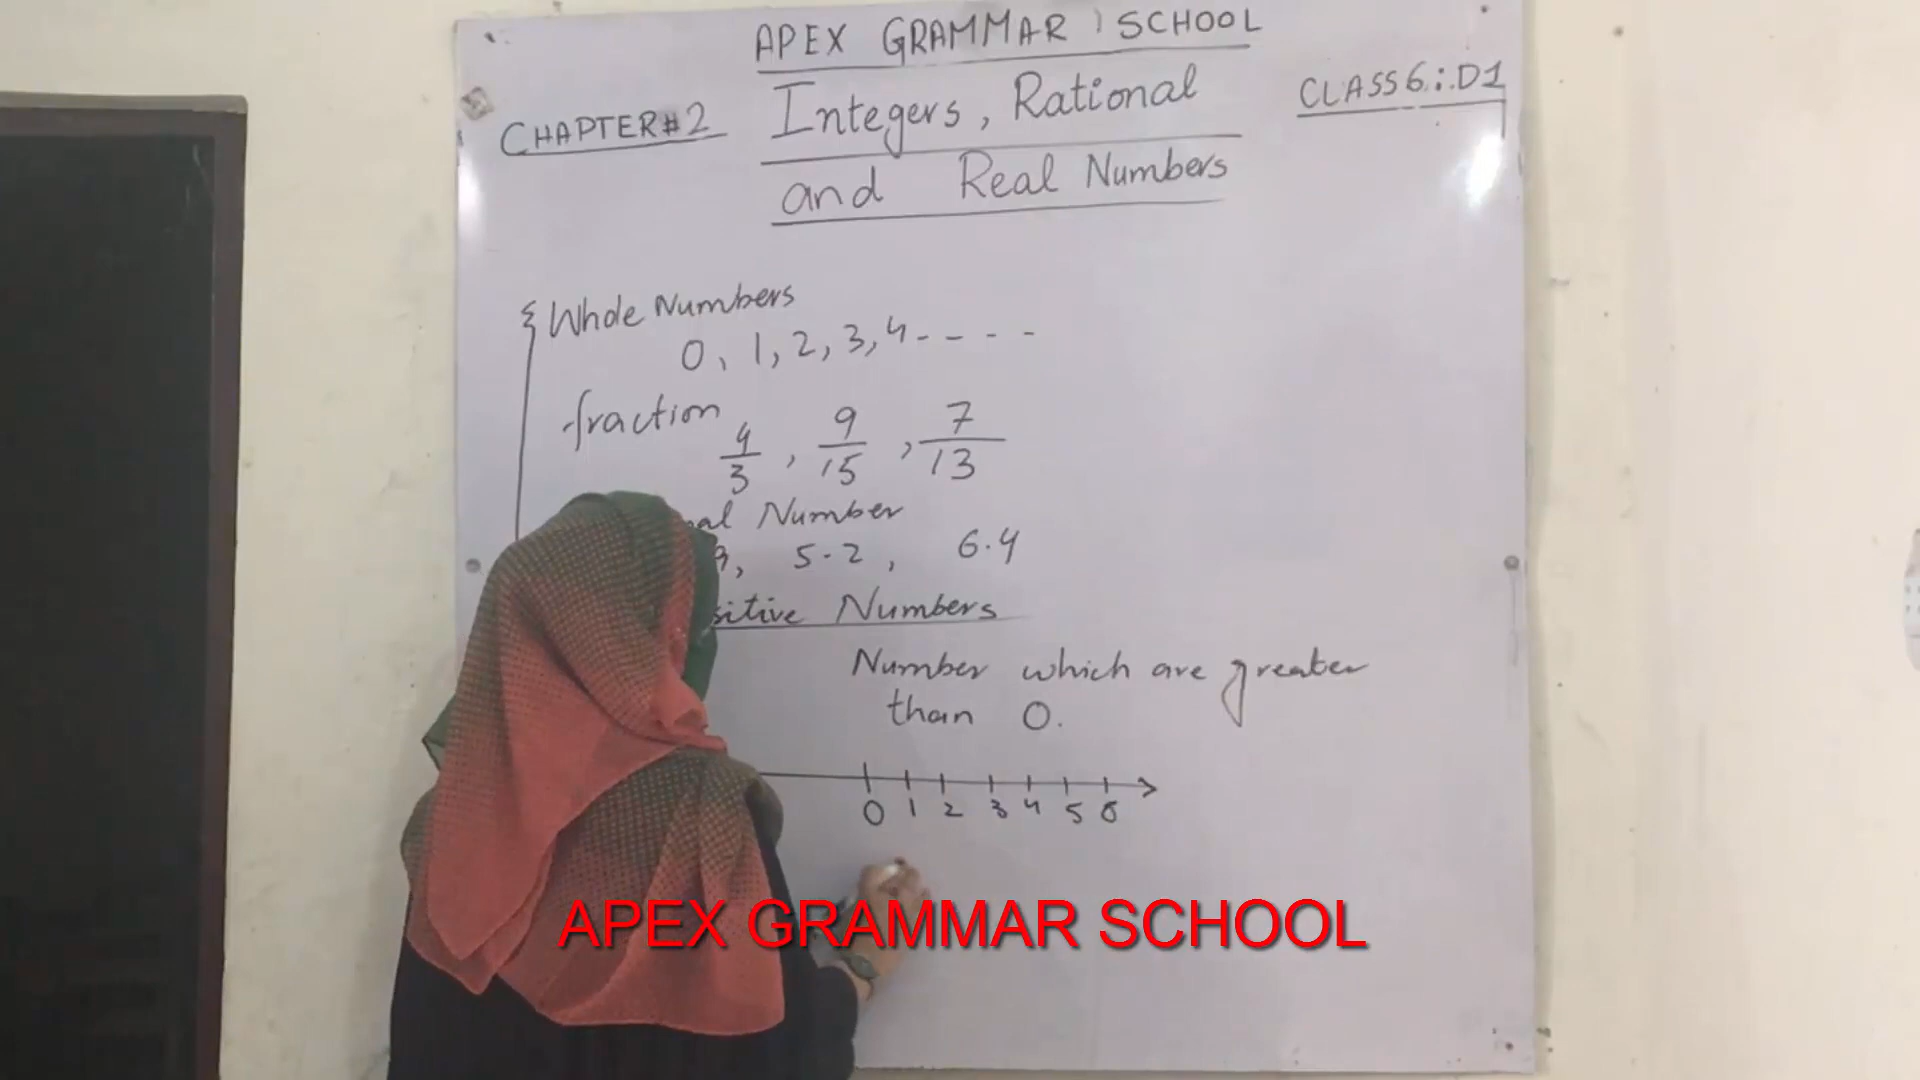 APEX GRAMMAR SCHOOL
CHAPTER#2
Integers, Rational
CLASS 6 : D1
and Real Numbers
Whole Numbers
0, 1, 2, 3, 4 - - - -
fraction
4/3 , 9/15 , 7/13
Number
5.2 , 6.4
Numbers
Number which are greater
than 0.
0 1 2 3 4 5 6
APEX GRAMMAR SCHOOL